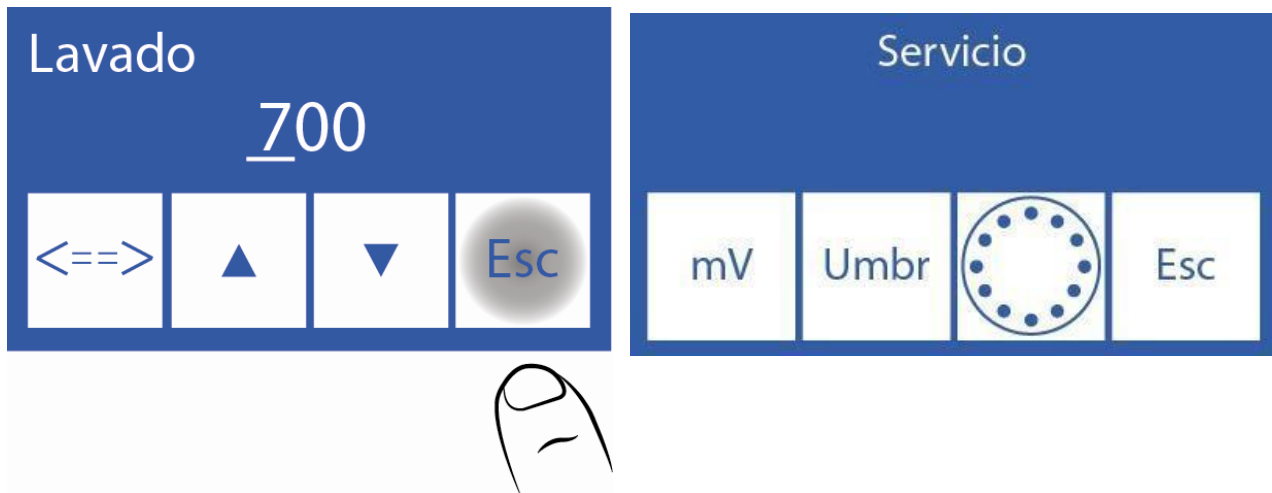 Lavado
700
<==> ▲ ▼ Esc
Servicio
mV Umbr Esc